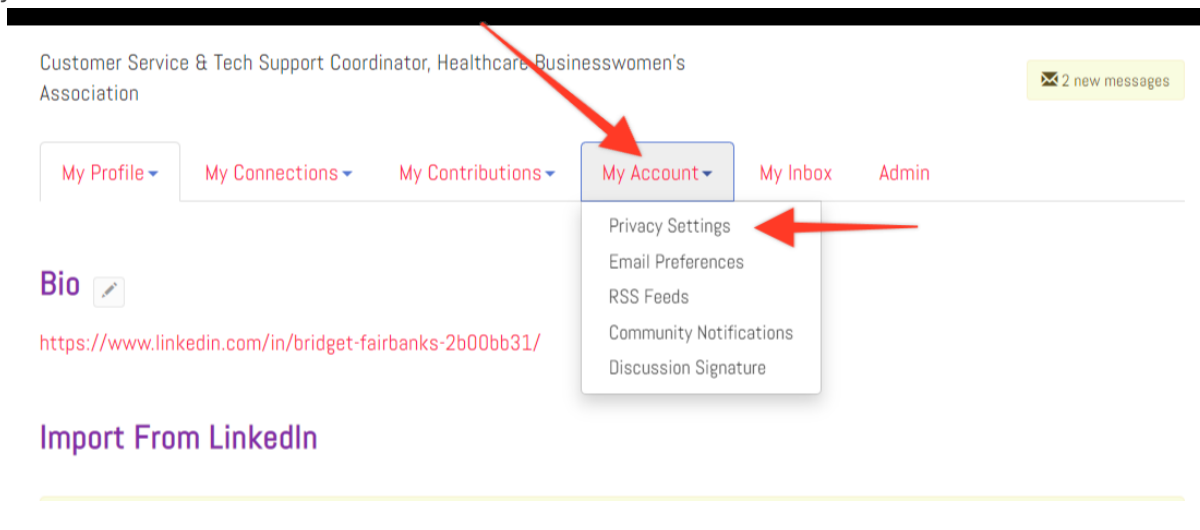 Customer Service & Tech Support Coordinator, Healthcare Businesswomen's
Association
2 new messages
My Profile
My Connections
My Contributions
My Account
My Inbox
Admin
Privacy Settings
Email Preferences
RSS Feeds
Community Notifications
Discussion Signature
Bio
https://www.linkedin.com/in/bridget-fairbanks-2b00bb31/
Import From LinkedIn